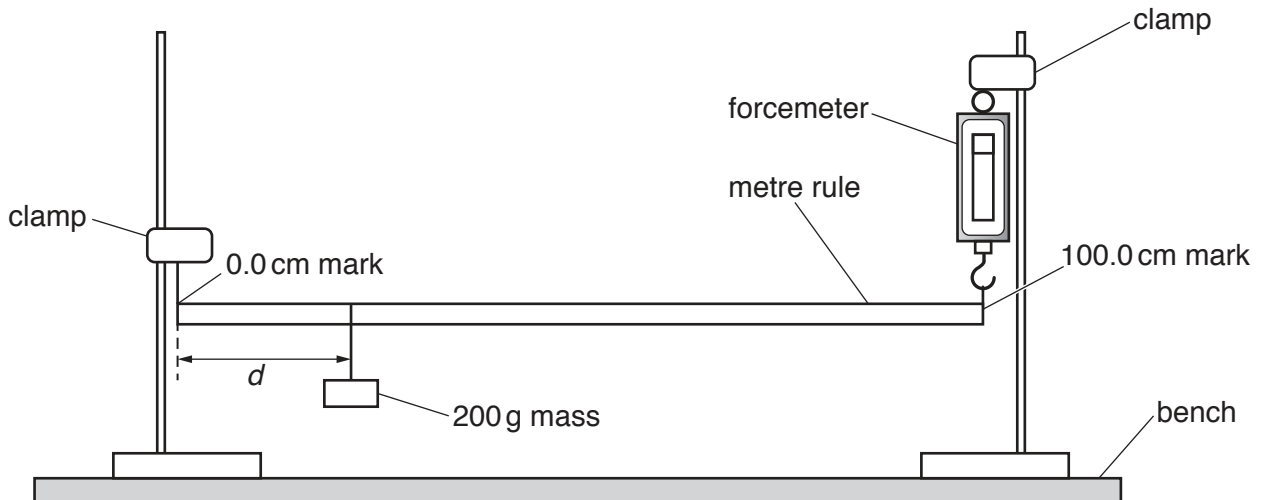 clamp
forcemeter
metre rule
clamp
0.0 cm mark
100.0 cm mark
d
200 g mass
bench